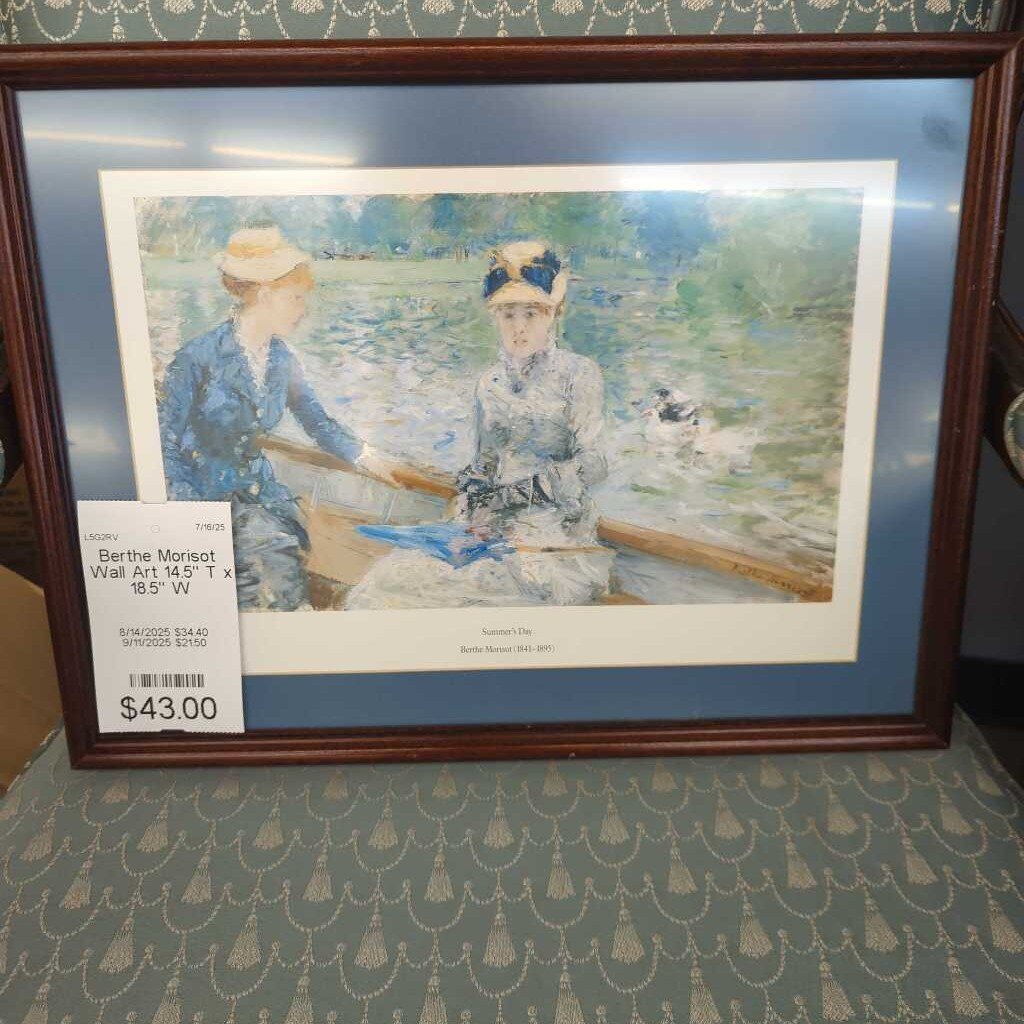 7/16/25
L5G2RV
Berthe Morisot
Wall Art 14.5" T x
18.5" W
8/14/2025 $34.40
9/11/2025 $21.50
$43.00
Summer's Day
Berthe Morisot (1841-1895)